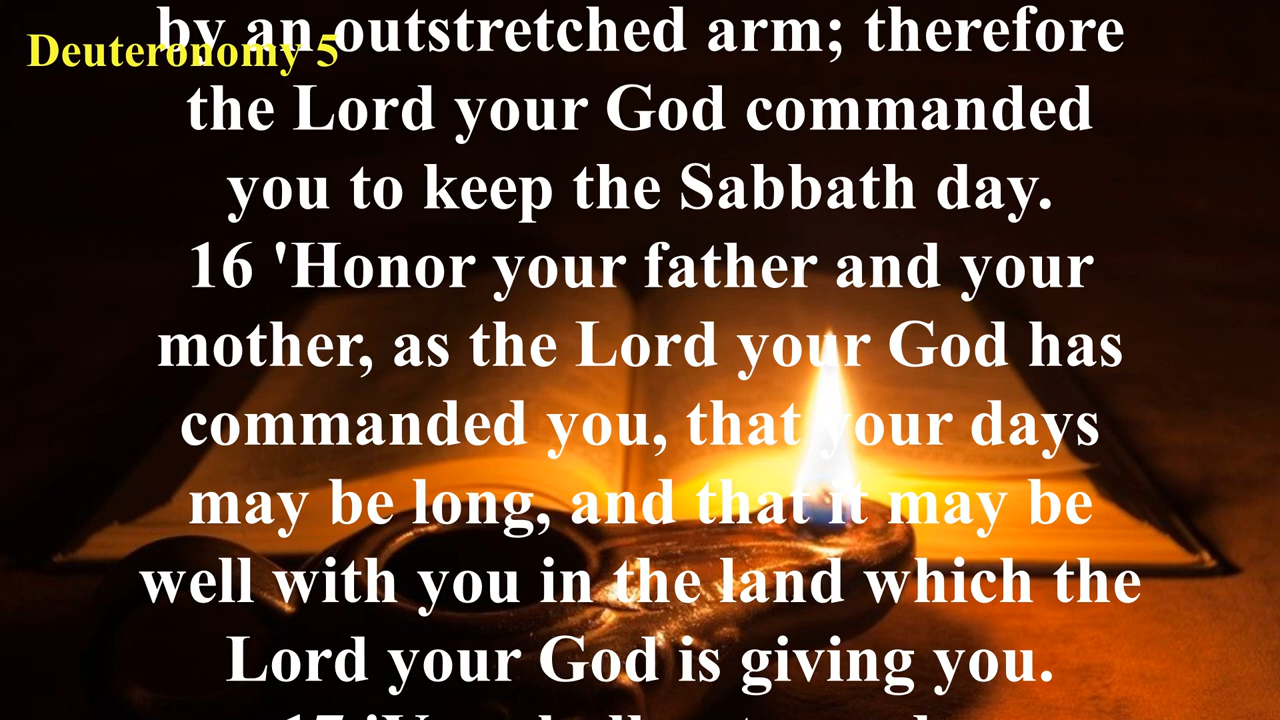 Deuteronomy 5
by an outstretched arm; therefore
the Lord your God commanded
you to keep the Sabbath day.
16 'Honor your father and your
mother, as the Lord your God has
commanded you, that your days
may be long, and that it may be
well with you in the land which the
Lord your God is giving you.